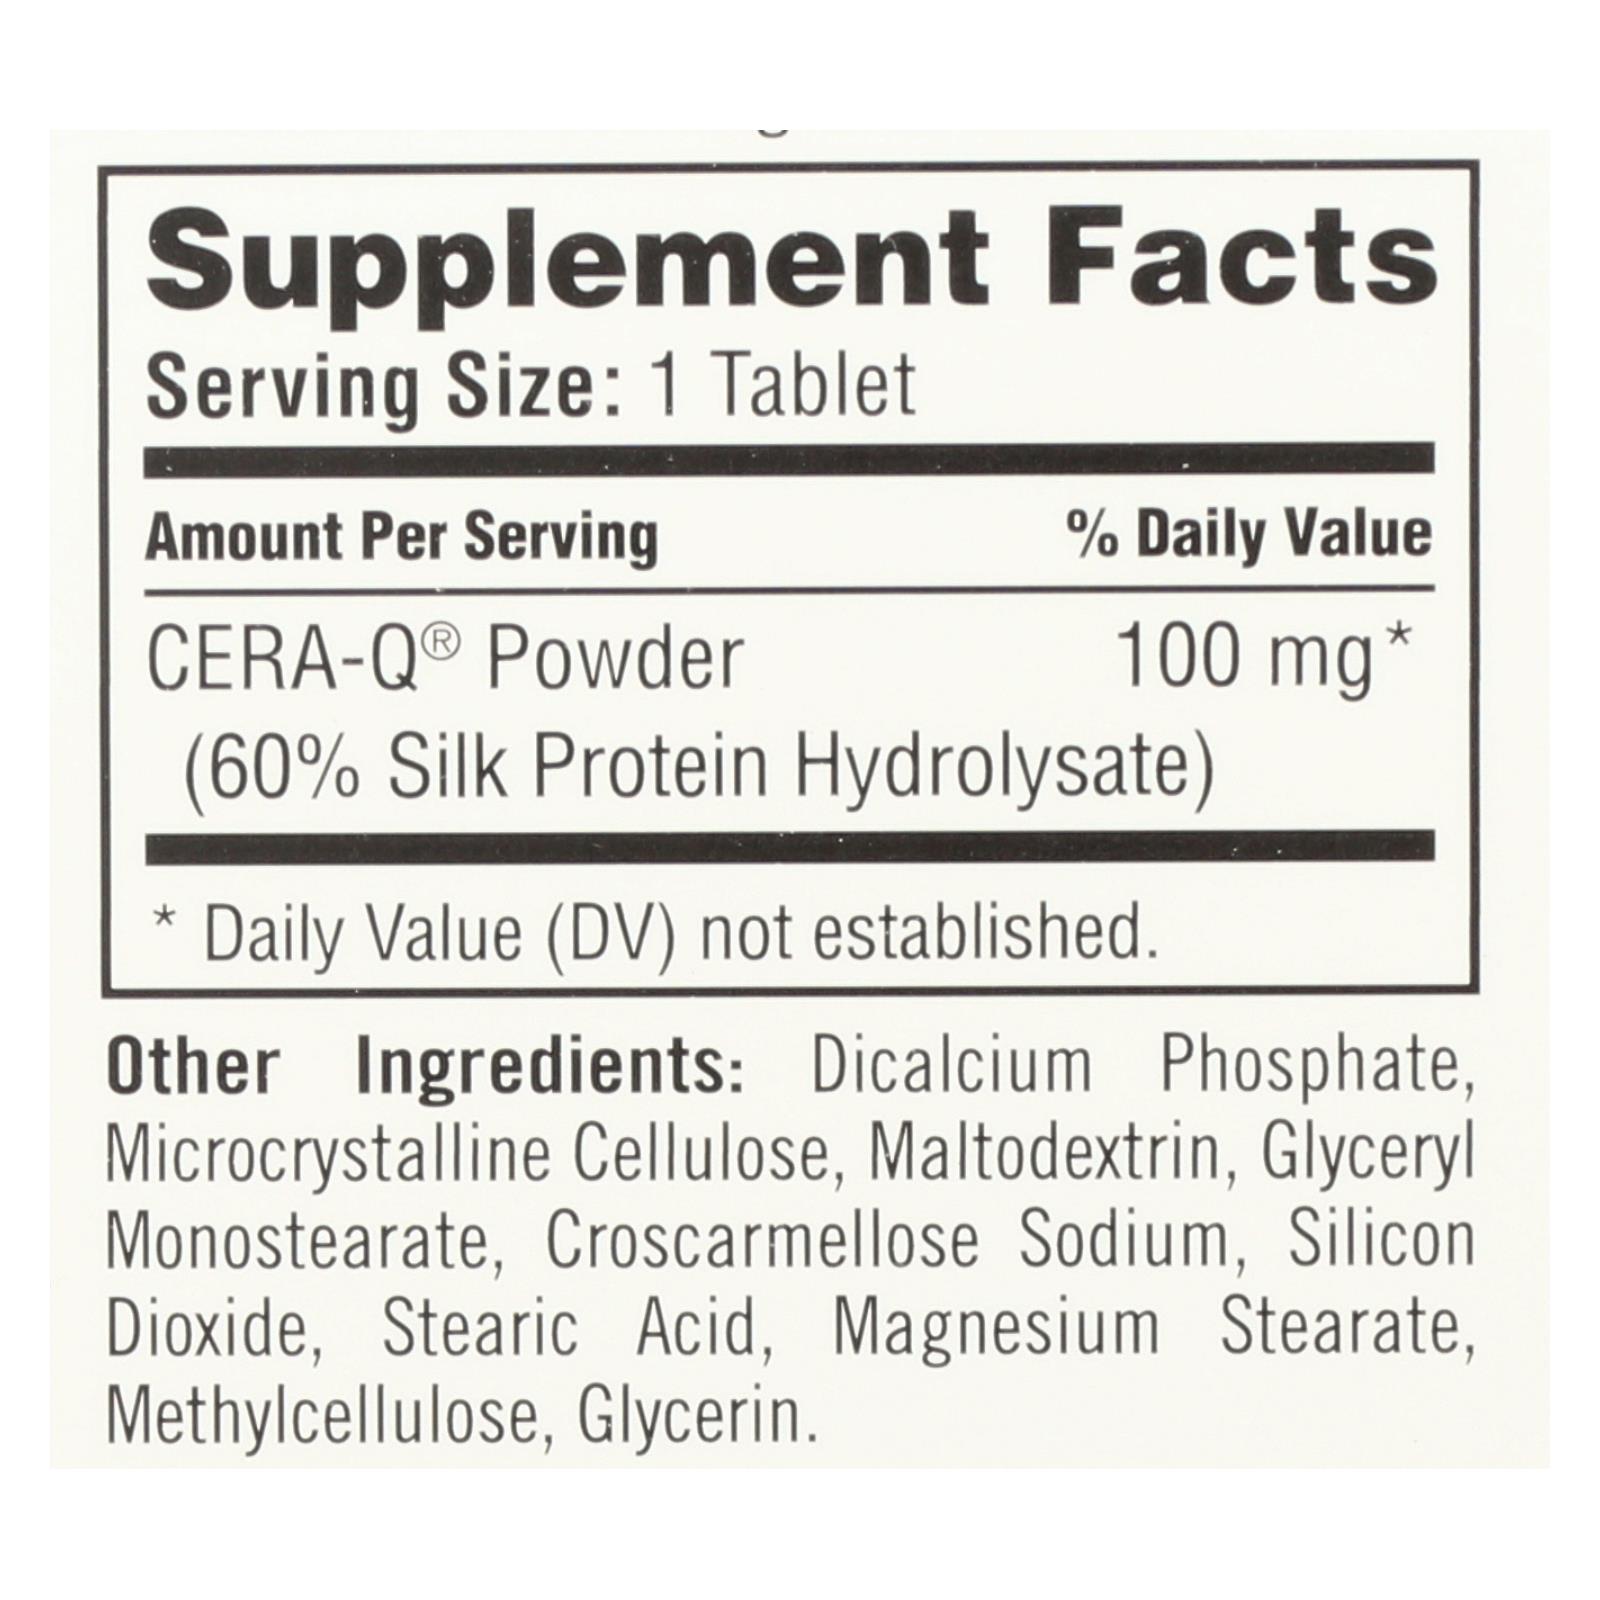 Supplement Facts
Serving Size: 1 Tablet
Amount Per Serving % Daily Value
CERA-Q® Powder 100 mg*
(60% Silk Protein Hydrolysate)
* Daily Value (DV) not established.
Other Ingredients: Dicalcium Phosphate,
Microcrystalline Cellulose, Maltodextrin, Glyceryl
Monostearate, Croscarmellose Sodium, Silicon
Dioxide, Stearic Acid, Magnesium Stearate,
Methylcellulose, Glycerin.